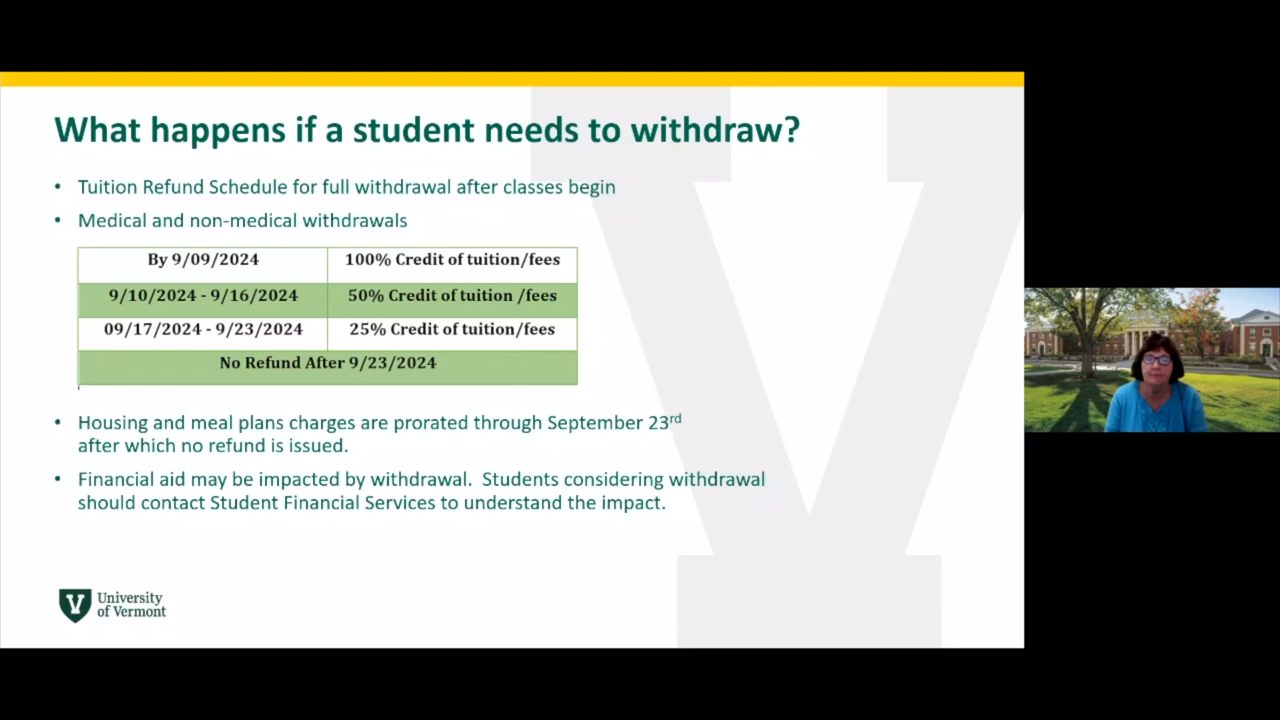 What happens if a student needs to withdraw?
• Tuition Refund Schedule for full withdrawal after classes begin
• Medical and non-medical withdrawals
By 9/09/2024 100% Credit of tuition/fees
9/10/2024 - 9/16/2024 50% Credit of tuition /fees
09/17/2024 - 9/23/2024 25% Credit of tuition/fees
No Refund After 9/23/2024
• Housing and meal plans charges are prorated through September 23rd
after which no refund is issued.
• Financial aid may be impacted by withdrawal.  Students considering withdrawal
should contact Student Financial Services to understand the impact.
University
of Vermont